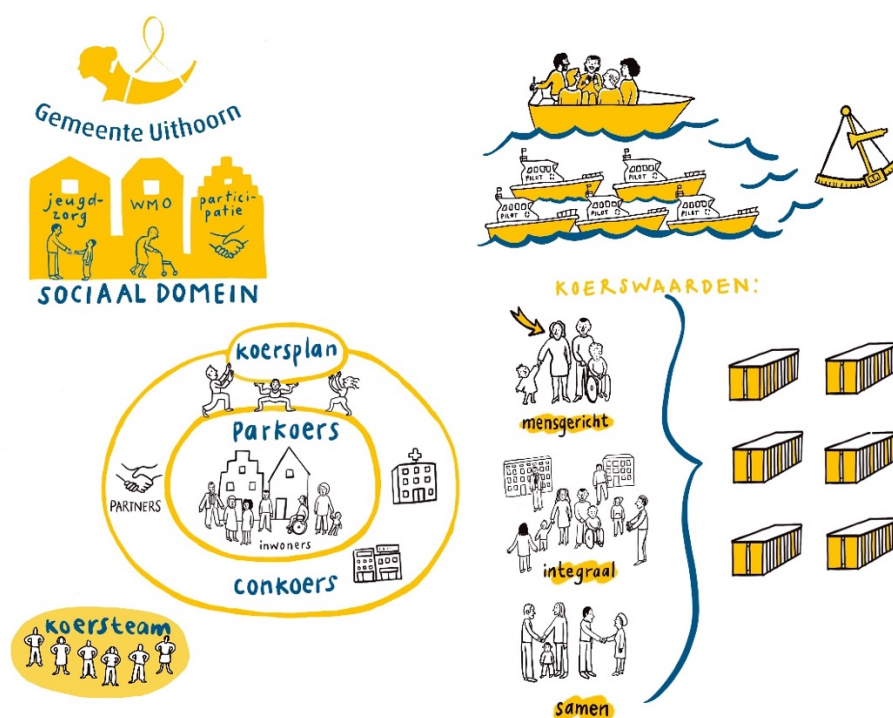 Gemeente Uithoorn
jeugd-
zorg
WMO
partici-
patie
SOCIAAL DOMEIN
PILOT
PILOT
PILOT
PILOT
PILOT
KOERSWAARDEN:
mensgericht
integraal
samen
koersplan
Parkoers
PARTNERS
inwoners
conkoers
koersteam